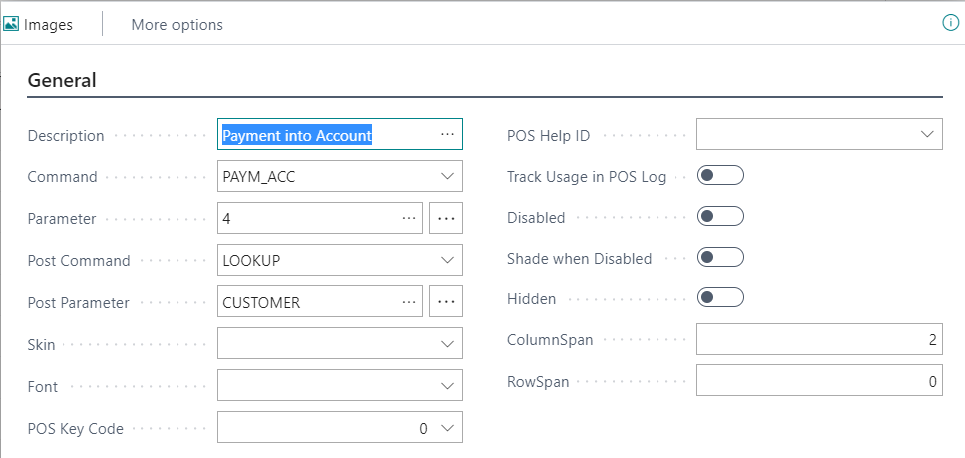 Images More options
General
Description Payment into Account ...
Command PAYM_ACC
Parameter 4 ... ...
Post Command LOOKUP
Post Parameter CUSTOMER ... ...
Skin
Font
POS Key Code 0
POS Help ID
Track Usage in POS Log
Disabled
Shade when Disabled
Hidden
ColumnSpan 2
RowSpan 0